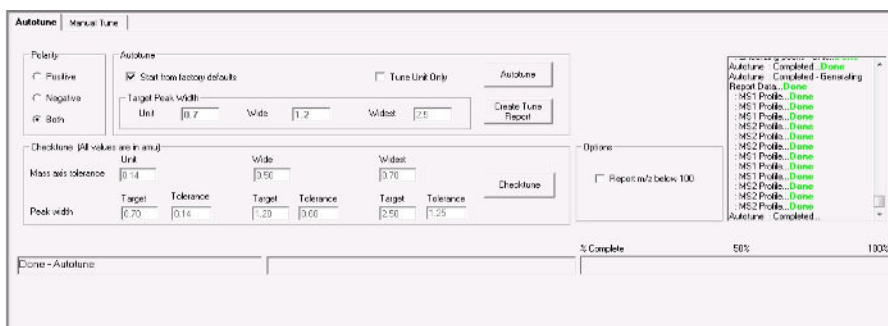 Autotune Manual Tune
Polarity
Positive
Negative
Both
Autotune
Start from factory defaults
Tune Unit Only
Autotune
Target Peak Width
Unit 0.7 Wide 1.2 Widest 2.5
Create Tune
Report
Checktune (All values are in amu)
Unit Wide Widest
Mass axis tolerance 0.14 0.50 0.70
Checktune
Target Tolerance Target Tolerance Target Tolerance
Peak width 0.70 0.14 1.20 0.60 2.50 1.25
Options
Report m/z below 100
Autotune : Completed...Done
Autotune : Completed - Generating
Report Data...Done
: MS1 Profile...Done
: MS1 Profile...Done
: MS1 Profile...Done
: MS2 Profile...Done
: MS2 Profile...Done
: MS2 Profile...Done
: MS1 Profile...Done
: MS1 Profile...Done
: MS1 Profile...Done
: MS2 Profile...Done
: MS2 Profile...Done
: MS2 Profile...Done
Autotune : Completed...
% Complete 50% 100%
Done - Autotune